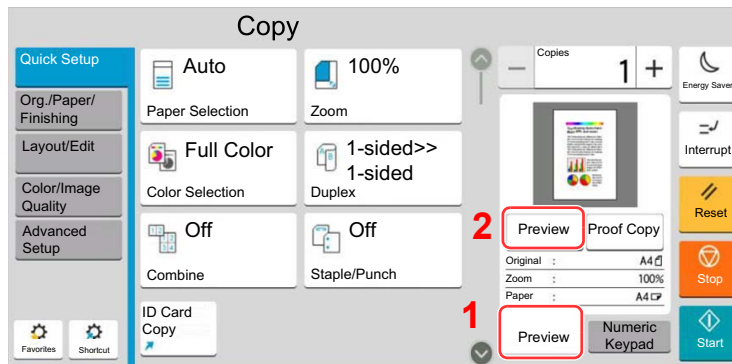 Copy
Quick Setup
Org./Paper/
Finishing
Layout/Edit
Color/Image
Quality
Advanced
Setup
Favorites
Shortcut
Auto
Paper Selection
100%
Zoom
Full Color
Color Selection
1-sided>>
1-sided
Duplex
Off
Combine
Off
Staple/Punch
ID Card
Copy
Copies
1
2
Preview
Proof Copy
Original : A4
Zoom : 100%
Paper : A4
1
Preview
Numeric
Keypad
Energy Saver
Interrupt
Reset
Stop
Start